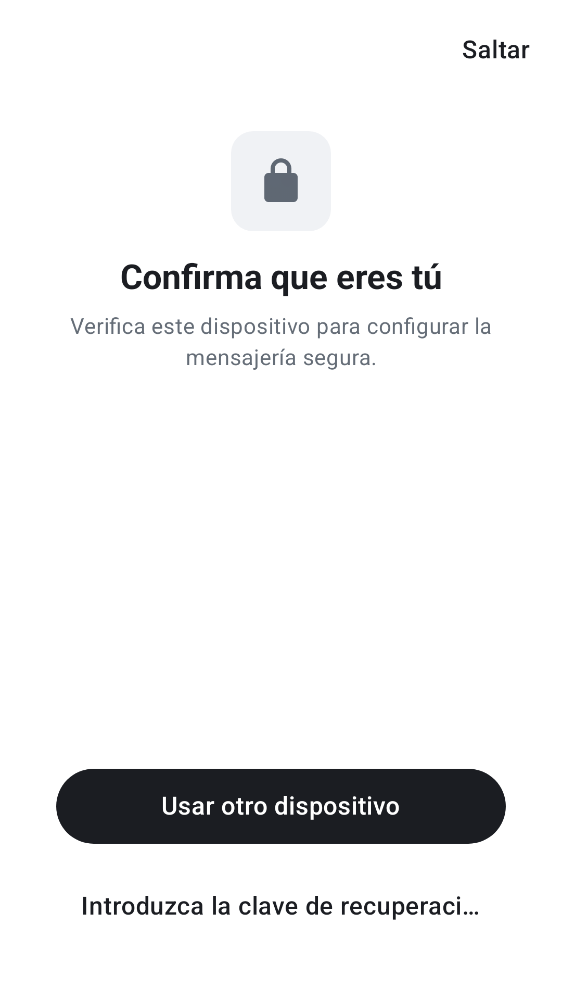 Saltar
Confirma que eres tú
Verifica este dispositivo para configurar la
mensajería segura.
Usar otro dispositivo
Introduzca la clave de recuperaci...